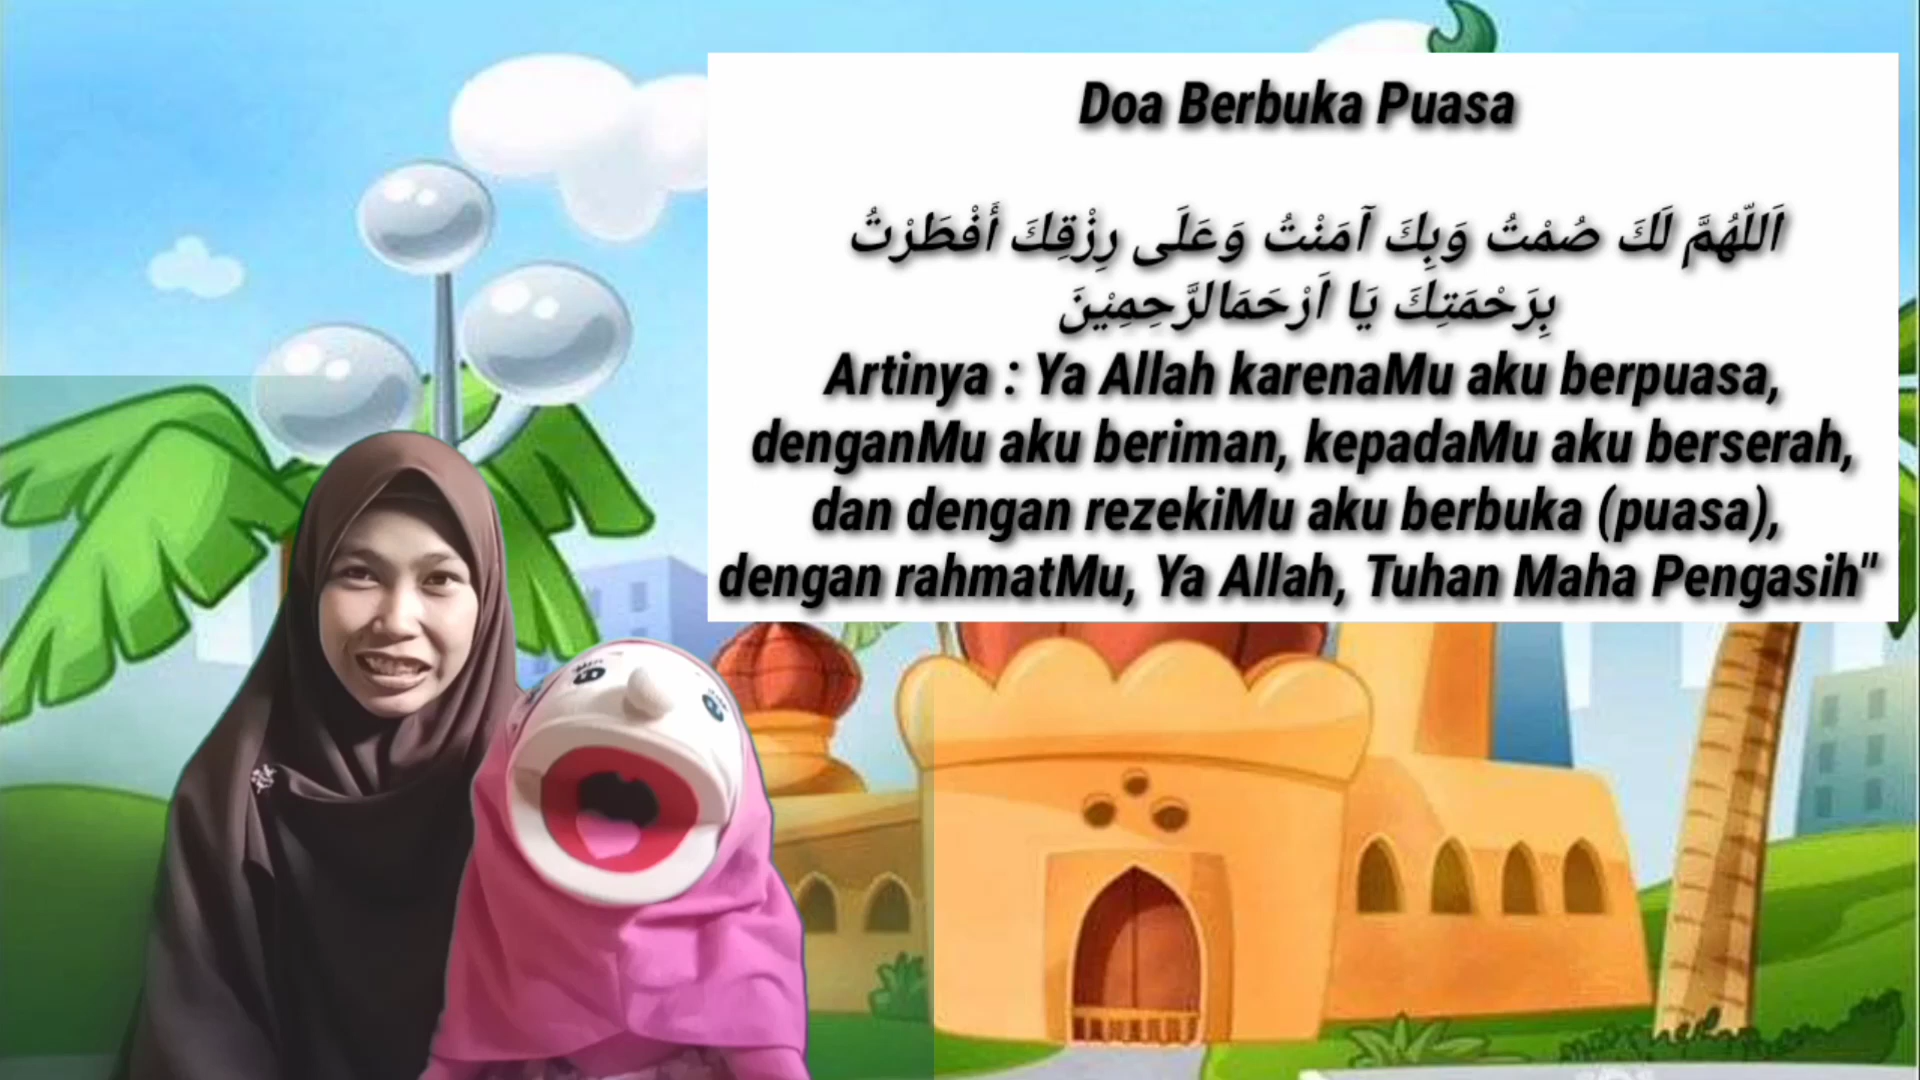 Doa Berbuka Puasa
اَللّهُمَّ لَكَ صُمْتُ وَبِكَ آمَنْتُ وَعَلَى رِزْقِكَ أَفْطَرْتُ
بِرَحْمَتِكَ يَا اَرْحَمَالرَّحِمِيْنَ
Artinya : Ya Allah karenaMu aku berpuasa,
denganMu aku beriman, kepadaMu aku berserah,
dan dengan rezekiMu aku berbuka (puasa),
dengan rahmatMu, Ya Allah, Tuhan Maha Pengasih"